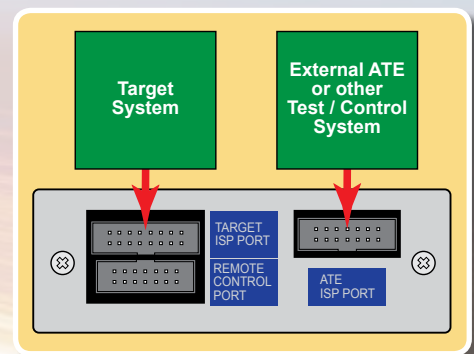 Target
System
External ATE
or other
Test / Control
System
TARGET
ISP PORT
REMOTE
CONTROL
PORT
ATE
ISP PORT